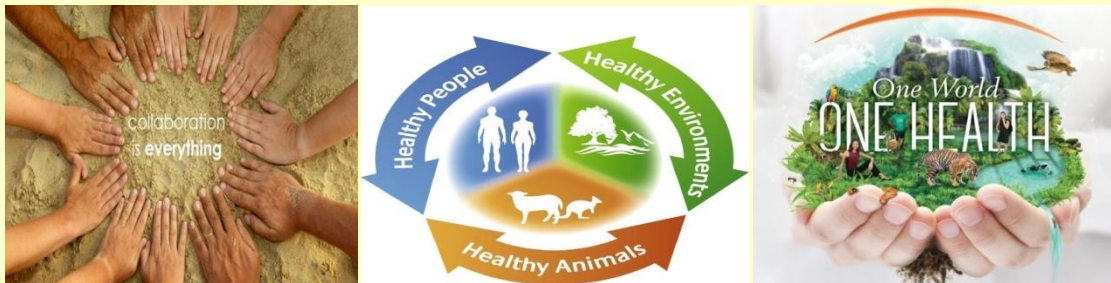 collaboration
is everything
Healthy People
Healthy Environments
Healthy Animals
One World
ONE HEALTH